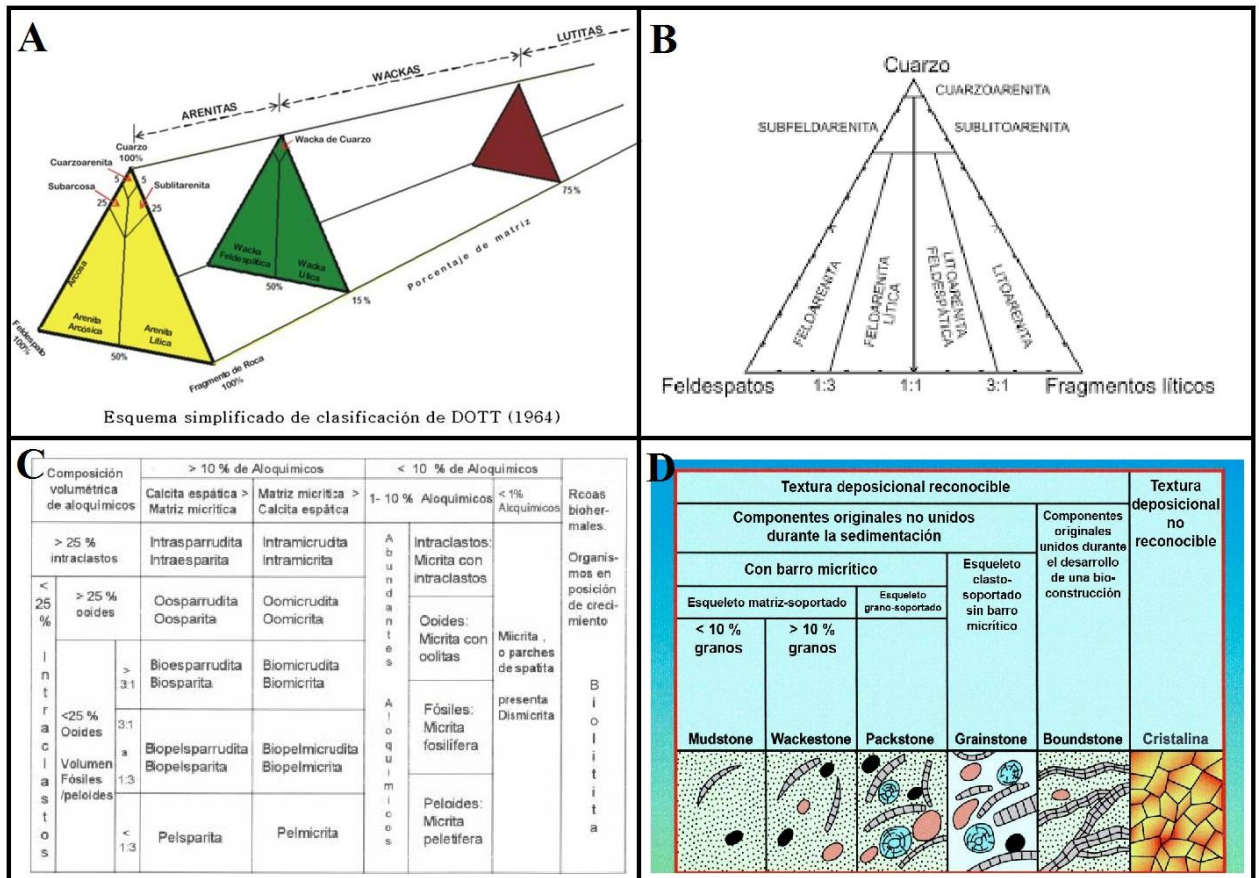 A
LUTITAS
WACKAS
ARENITAS
Cuarzo
100%
Wacka de Cuarzo
Cuarzoarenita
5
5
Sublitarenita
Subarcosa
25
25
75%
Arcosa
Wacka
Feldespática
Wacka
Lítica
Porcentaje de matriz
50%
15%
Arenita
Arcósica
Arenita
Lítica
Feldespato
100%
50%
Fragmento de Roca
100%
Esquema simplificado de clasificación de DOTT (1964)
B
Cuarzo
CUARZOARENITA
SUBFELDARENITA
SUBLITOARENITA
FELDARENITA
FELDARENITA
LÍTICA
LITOARENITA
FELDESPÁTICA
LITOARENITA
Feldespatos
1:3
1:1
3:1
Fragmentos líticos
C
Composición
volumétrica
de aloquímicos
> 10 % de Aloquímicos
< 10 % de Aloquímicos
Rcoas
bioher-
males.
Organis-
mos en
posición
de creci-
miento
Biolitita
Calcita espática >
Matriz micritica
Matriz micritica >
Calcita espátca
1- 10 % Aloquímicos
< 1%
Alcquimicos
> 25 %
intraclastos
Intrasparrudita
Intraesparita
Intramicrudita
Intramicrita
Abundantes Aloquimicos
Intraclastos:
Micrita con
intraclastos
Miicrita ,
o parches
de spatita
presenta
Dismicrita
< 25 % Intraclastos
> 25 %
ooides
Oosparrudita
Oosparita
Oomicrudita
Oomicrita
Ooides:
Micrita con
oolitas
<25 %
Ooides
Volumen
Fósiles
/peloides
>
3:1
Bioesparrudita
Biosparita
Biomicrudita
Biomicrita
Fósiles:
Micrita
fosilífera
3:1
a
1:3
Biopelsparrudita
Biopelsparita
Biopelmicrudita
Biopelmicrita
Peloides:
Micrita
peletífera
<
1:3
Pelsparita
Pelmicrita
D
Textura deposicional reconocible
Textura
deposicional
no
reconocible
Componentes originales no unidos
durante la sedimentación
Componentes
originales
unidos durante
el desarrollo
de una bio-
construcción
Con barro micrítico
Esqueleto
clasto-
soportado
sin barro
micrítico
Esqueleto matriz-soportado
Esqueleto
grano-soportado
< 10 %
granos
> 10 %
granos
Mudstone
Wackestone
Packstone
Grainstone
Boundstone
Cristalina